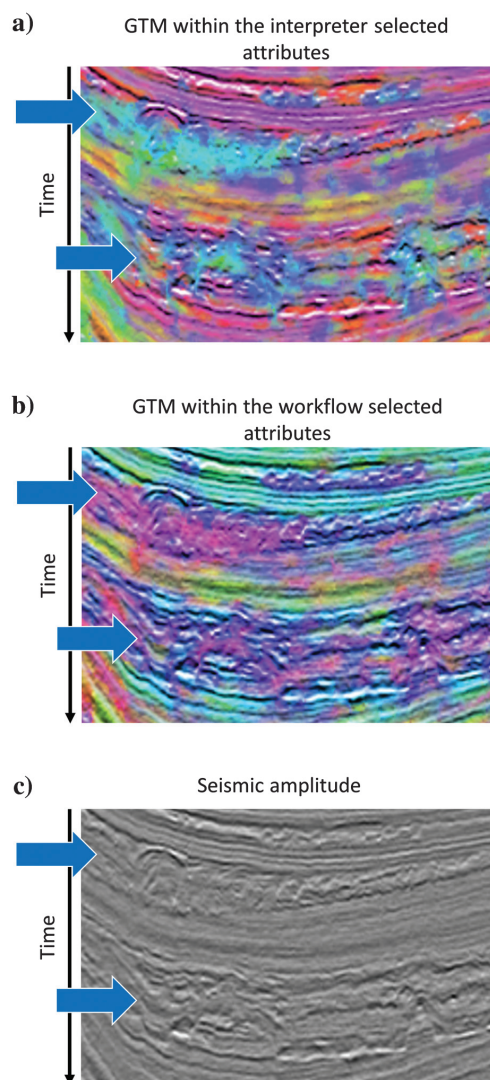 a)
GTM within the interpreter selected
attributes
Time
b)
GTM within the workflow selected
attributes
Time
c)
Seismic amplitude
Time